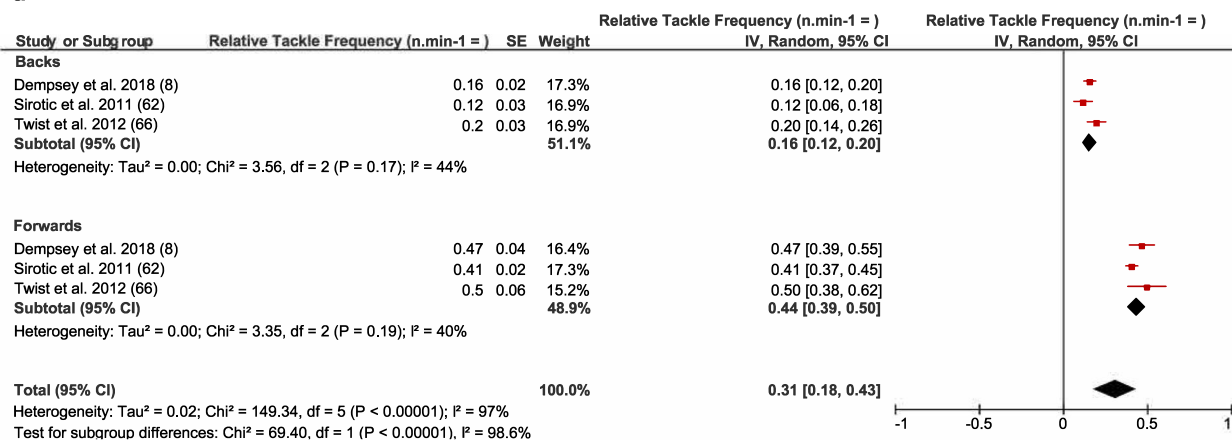 Relative Tackle Frequency (n.min-1 = ) Relative Tackle Frequency (n.min-1 = )
Study or Subgroup Relative Tackle Frequency (n.min-1 = ) SE Weight IV, Random, 95% CI IV, Random, 95% CI
Backs
Dempsey et al. 2018 (8) 0.16 0.02 17.3% 0.16 [0.12, 0.20]
Sirotic et al. 2011 (62) 0.12 0.03 16.9% 0.12 [0.06, 0.18]
Twist et al. 2012 (66) 0.2 0.03 16.9% 0.20 [0.14, 0.26]
Subtotal (95% CI) 51.1% 0.16 [0.12, 0.20]
Heterogeneity: Tau² = 0.00; Chi² = 3.56, df = 2 (P = 0.17); I² = 44%
Forwards
Dempsey et al. 2018 (8) 0.47 0.04 16.4% 0.47 [0.39, 0.55]
Sirotic et al. 2011 (62) 0.41 0.02 17.3% 0.41 [0.37, 0.45]
Twist et al. 2012 (66) 0.5 0.06 15.2% 0.50 [0.38, 0.62]
Subtotal (95% CI) 48.9% 0.44 [0.39, 0.50]
Heterogeneity: Tau² = 0.00; Chi² = 3.35, df = 2 (P = 0.19); I² = 40%
Total (95% CI) 100.0% 0.31 [0.18, 0.43]
Heterogeneity: Tau² = 0.02; Chi² = 149.34, df = 5 (P < 0.00001); I² = 97%
Test for subgroup differences: Chi² = 69.40, df = 1 (P < 0.00001), I² = 98.6%
-1 -0.5 0 0.5 1